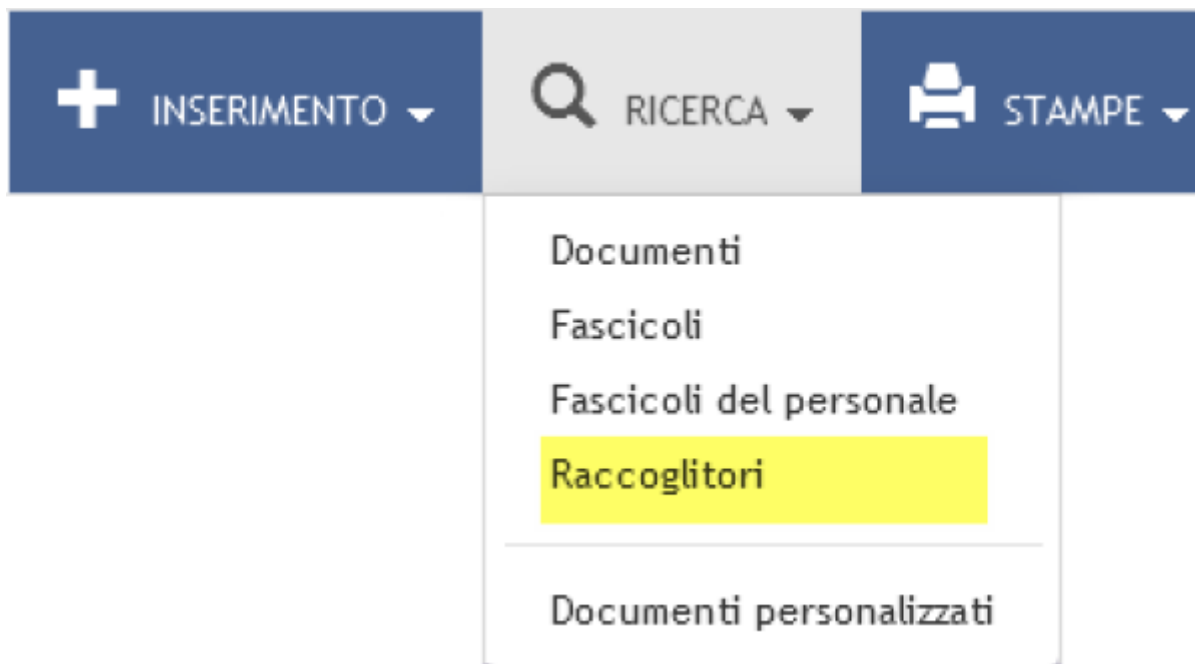 INSERIMENTO RICERCA STAMPE
Documenti
Fascicoli
Fascicoli del personale
Raccoglitori
Documenti personalizzati